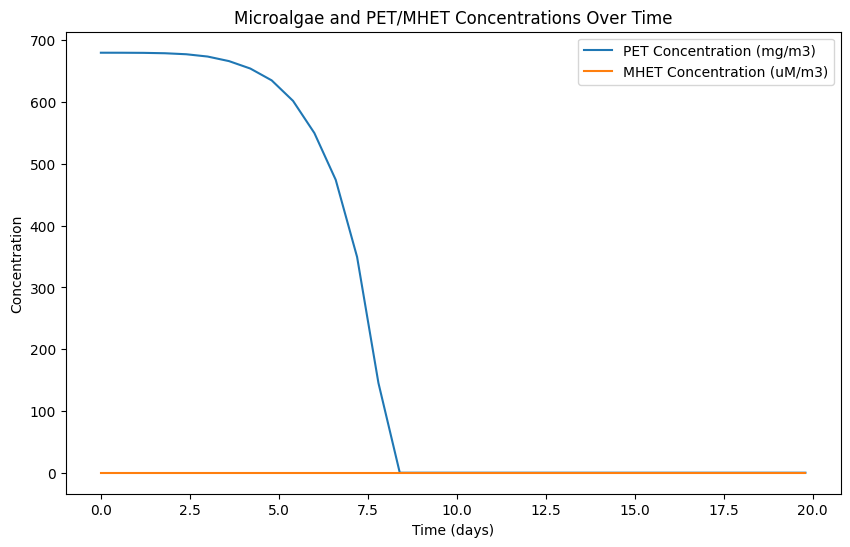 Microalgae and PET/MHET Concentrations Over Time
PET Concentration (mg/m3)
MHET Concentration (uM/m3)
Concentration
700
600
500
400
300
200
100
0
0.0 2.5 5.0 7.5 10.0 12.5 15.0 17.5 20.0
Time (days)